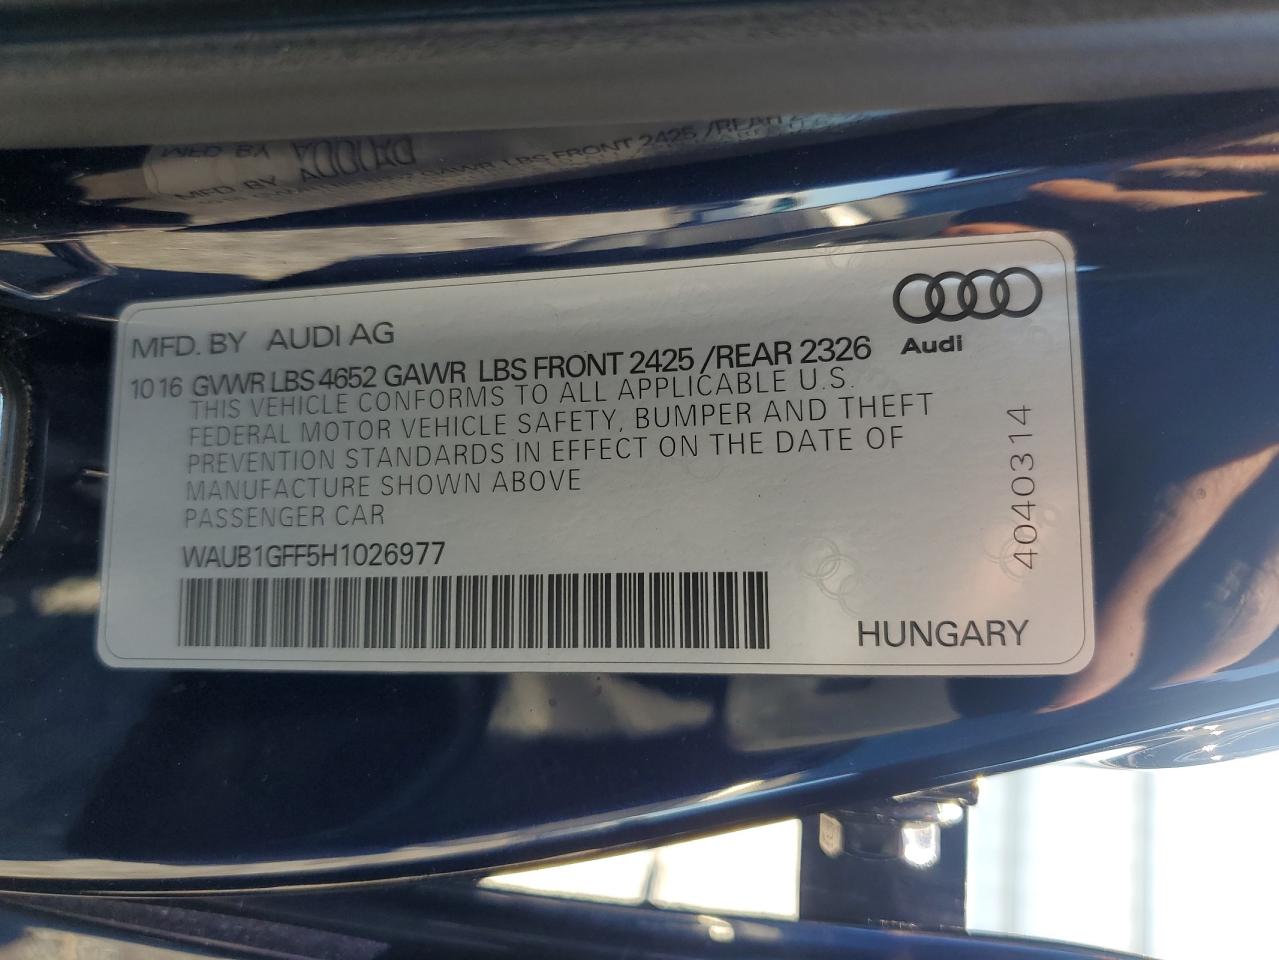 MFD. BY AUDI AG
10 16 GVWR LBS 4652 GAWR LBS FRONT 2425 /REAR 2326
Audi
THIS VEHICLE CONFORMS TO ALL APPLICABLE U.S.
FEDERAL MOTOR VEHICLE SAFETY, BUMPER AND THEFT
PREVENTION STANDARDS IN EFFECT ON THE DATE OF
MANUFACTURE SHOWN ABOVE
PASSENGER CAR
WAUB1GFF5H1026977
4040314
HUNGARY